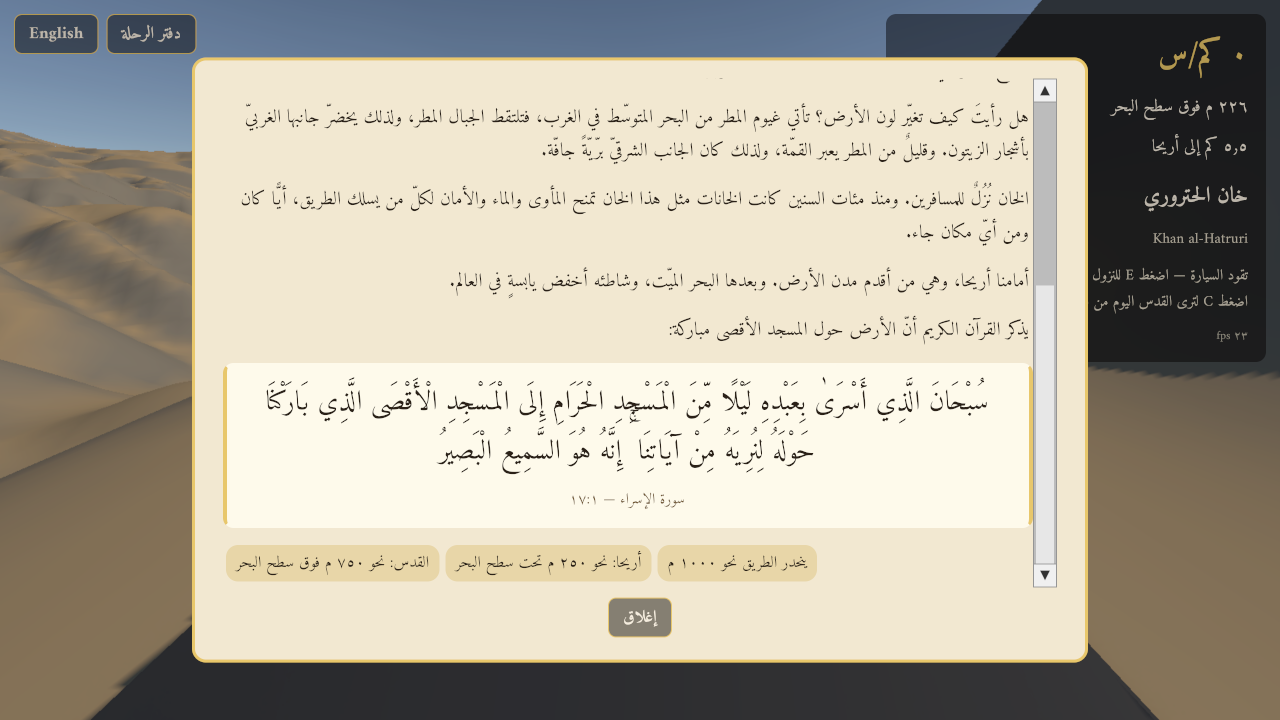 English
دفتر الرحلة
٠ كم/س
٢٢٦ م فوق سطح البحر
٥٫٥ كم إلى أريحا
خان الحتروري
Khan al-Hatruri
تقود السيارة — اضغط E للنزول
اضغط C لترى القدس اليوم من
٢٣ fps
هل رأيتَ كيف تغيّر لون الأرض؟ تأتي غيوم المطر من البحر المتوسّط في الغرب، فتلتقط الجبال المطر، ولذلك يخضرّ جانبها الغربيّ
بأشجار الزيتون. وقليلٌ من المطر يعبر القمّة، ولذلك كان الجانب الشرقيّ برّيّةً جافّة.
الخان نُزُلٌ للمسافرين. ومنذ مئات السنين كانت الخانات مثل هذا الخان تمنح المأوى والماء والأمان لكلّ من يسلك الطريق، أيًّا كان
ومن أيّ مكان جاء.
أمامنا أريحا، وهي من أقدم مدن الأرض. وبعدها البحر الميّت، وشاطئه أخفض يابسةٍ في العالم.
يذكر القرآن الكريم أنّ الأرض حول المسجد الأقصى مباركة:
سُبْحَانَ الَّذِي أَسْرَىٰ بِعَبْدِهِ لَيْلًا مِّنَ الْمَسْجِدِ الْحَرَامِ إِلَى الْمَسْجِدِ الْأَقْصَى الَّذِي بَارَكْنَا
حَوْلَهُ لِنُرِيَهُ مِنْ آيَاتِنَا ۚ إِنَّهُ هُوَ السَّمِيعُ الْبَصِيرُ
سورة الإسراء — ١٧:١
ينحدر الطريق نحو ١٠٠٠ م
أريحا: نحو ٢٥٠ م تحت سطح البحر
القدس: نحو ٧٥٠ م فوق سطح البحر
إغلاق